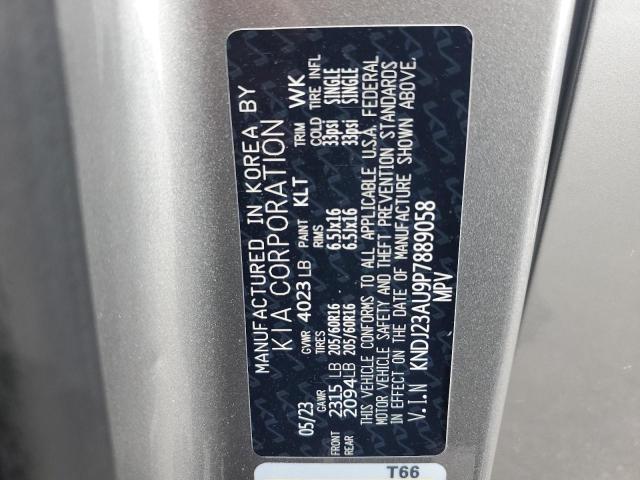 MANUFACTURED IN KOREA BY
KIA CORPORATION
05/23 GVWR 4023 LB PAINT KLT TRIM WK
GAWR TIRES RIMS COLD TIRE INFL
FRONT 2315 LB 205/60R16 6.5Jx16 33psi SINGLE
REAR 2094LB 205/60R16 6.5Jx16 33psi SINGLE
THIS VEHICLE CONFORMS TO ALL APPLICABLE U.S.A. FEDERAL
MOTOR VEHICLE SAFETY AND THEFT PREVENTION STANDARDS
IN EFFECT ON THE DATE OF MANUFACTURE SHOWN ABOVE.
V.I.N KNDJ23AU9P7889058
MPV
T66